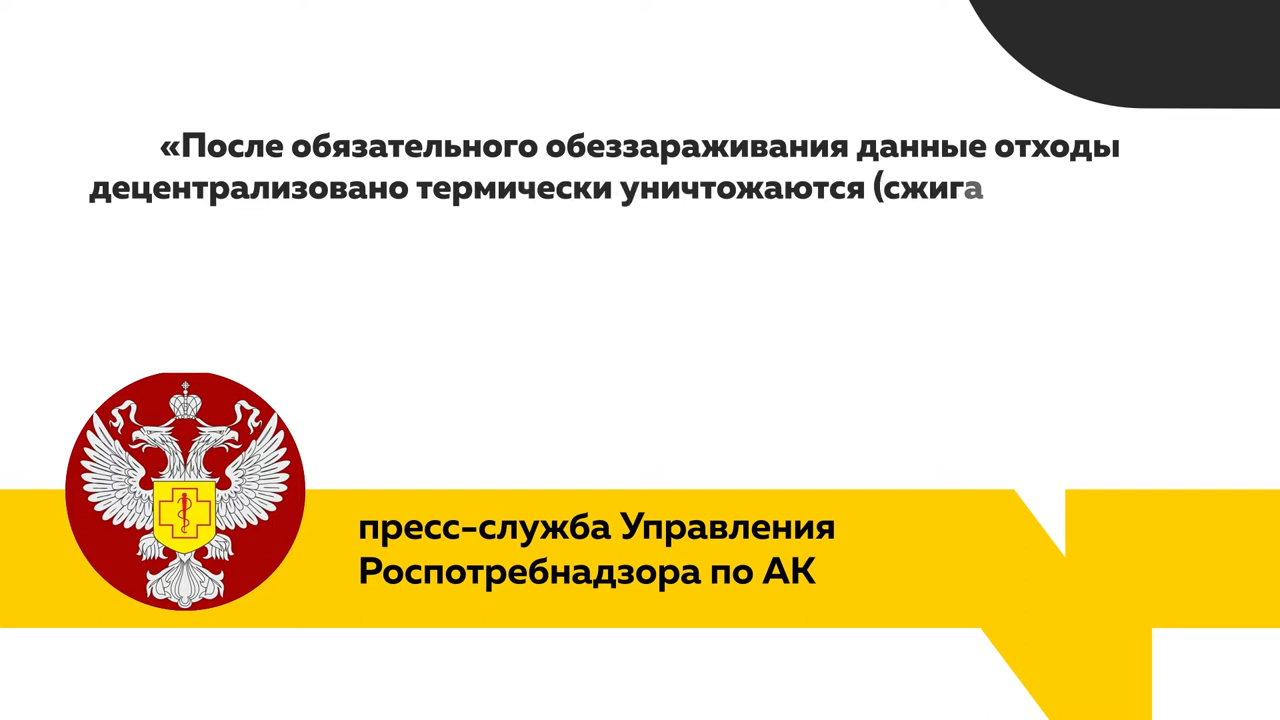 «После обязательного обеззараживания данные отходы
децентрализовано термически уничтожаются (сжига
пресс-служба Управления
Роспотребнадзора по АК